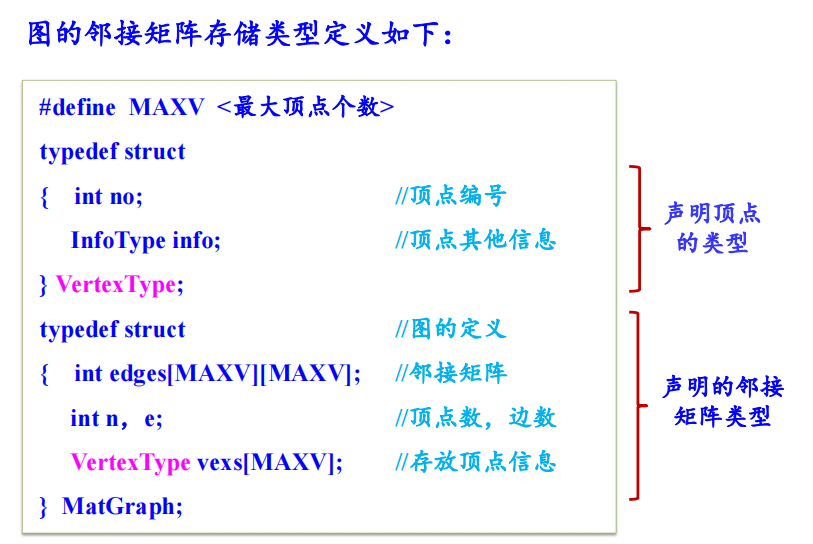 图的邻接矩阵存储类型定义如下：
#define MAXV <最大顶点个数>
typedef struct
{ int no; //顶点编号
InfoType info; //顶点其他信息
} VertexType;
声明顶点
的类型
typedef struct //图的定义
{ int edges[MAXV][MAXV]; //邻接矩阵
int n，e; //顶点数，边数
VertexType vexs[MAXV]; //存放顶点信息
} MatGraph;
声明的邻接
矩阵类型